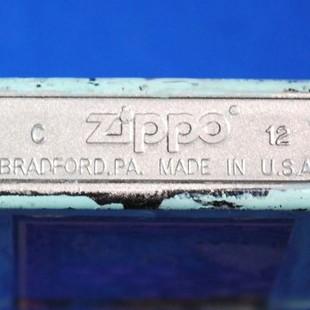 C zippo® 12
BRADFORD,PA. MADE IN U.S.A